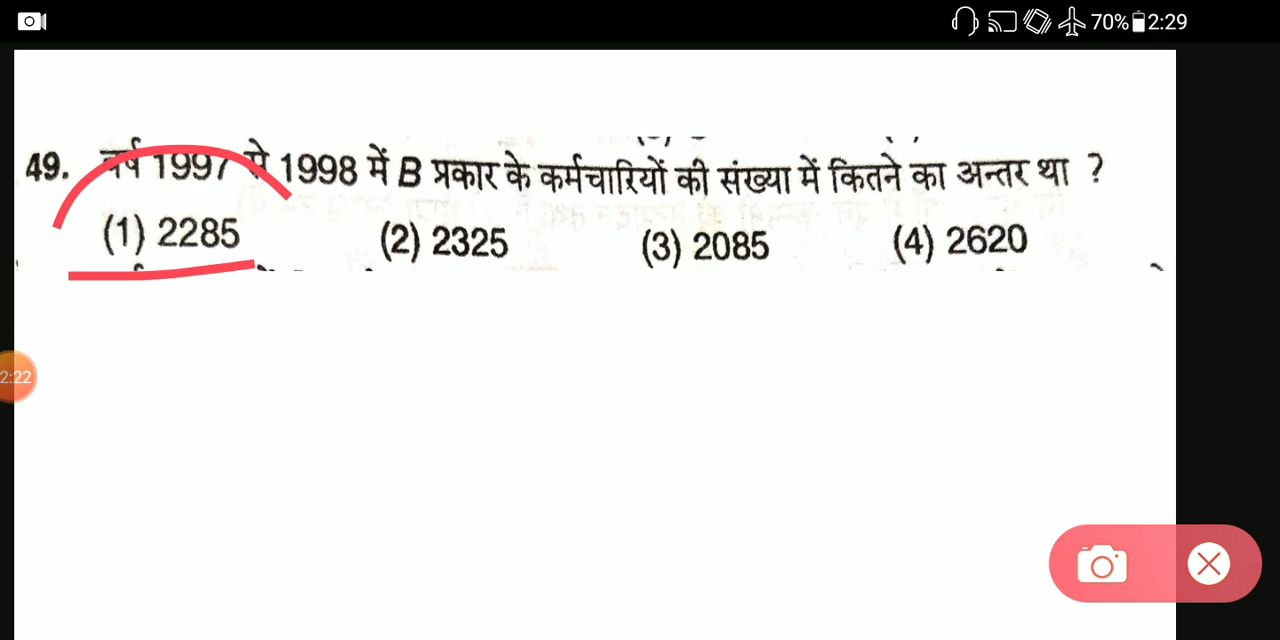 70% 2:29
49. वर्ष 1997 से 1998 में B प्रकार के कर्मचारियों की संख्या में कितने का अन्तर था ?
(1) 2285 (2) 2325 (3) 2085 (4) 2620
2:22